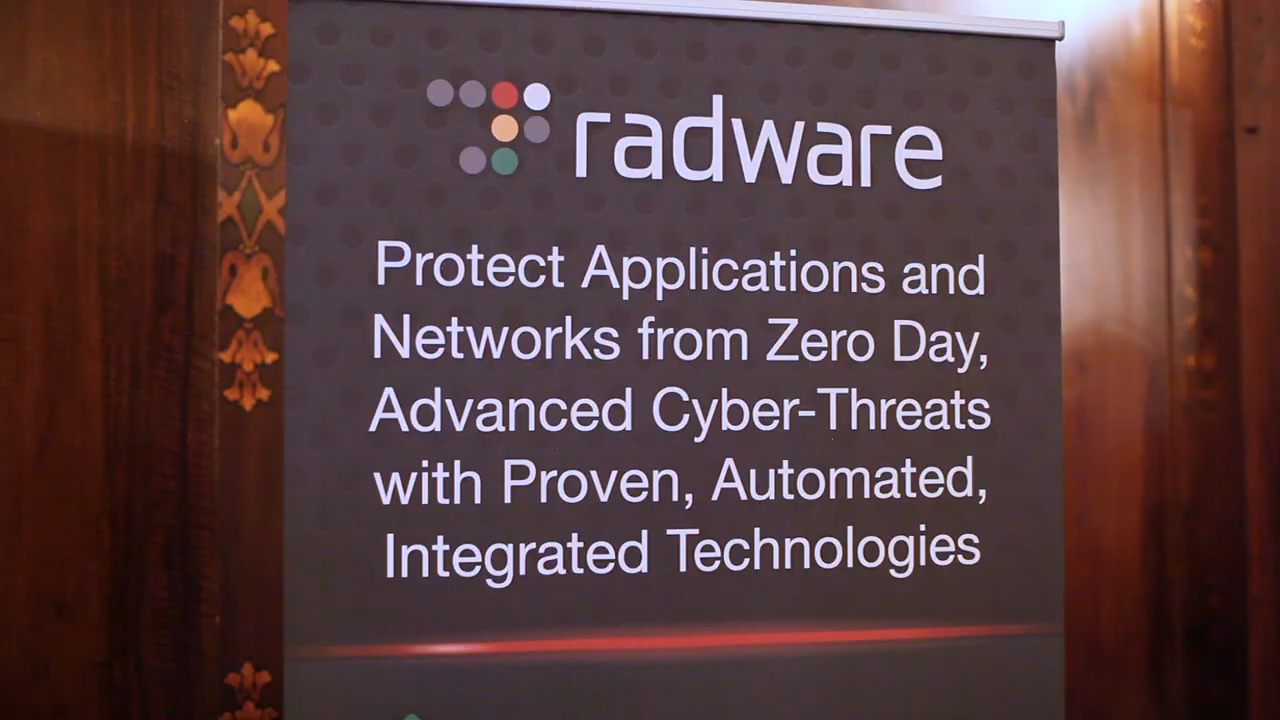 radware
Protect Applications and
Networks from Zero Day,
Advanced Cyber-Threats
with Proven, Automated,
Integrated Technologies